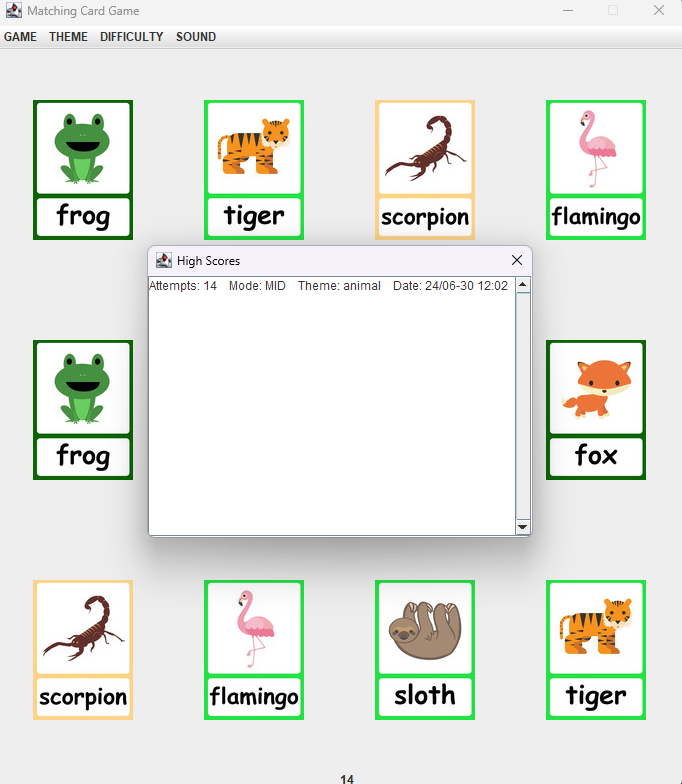 Matching Card Game
GAME THEME DIFFICULTY SOUND
frog tiger scorpion flamingo
High Scores
Attempts: 14 Mode: MID Theme: animal Date: 24/06-30 12:02
frog fox
scorpion flamingo sloth tiger
14